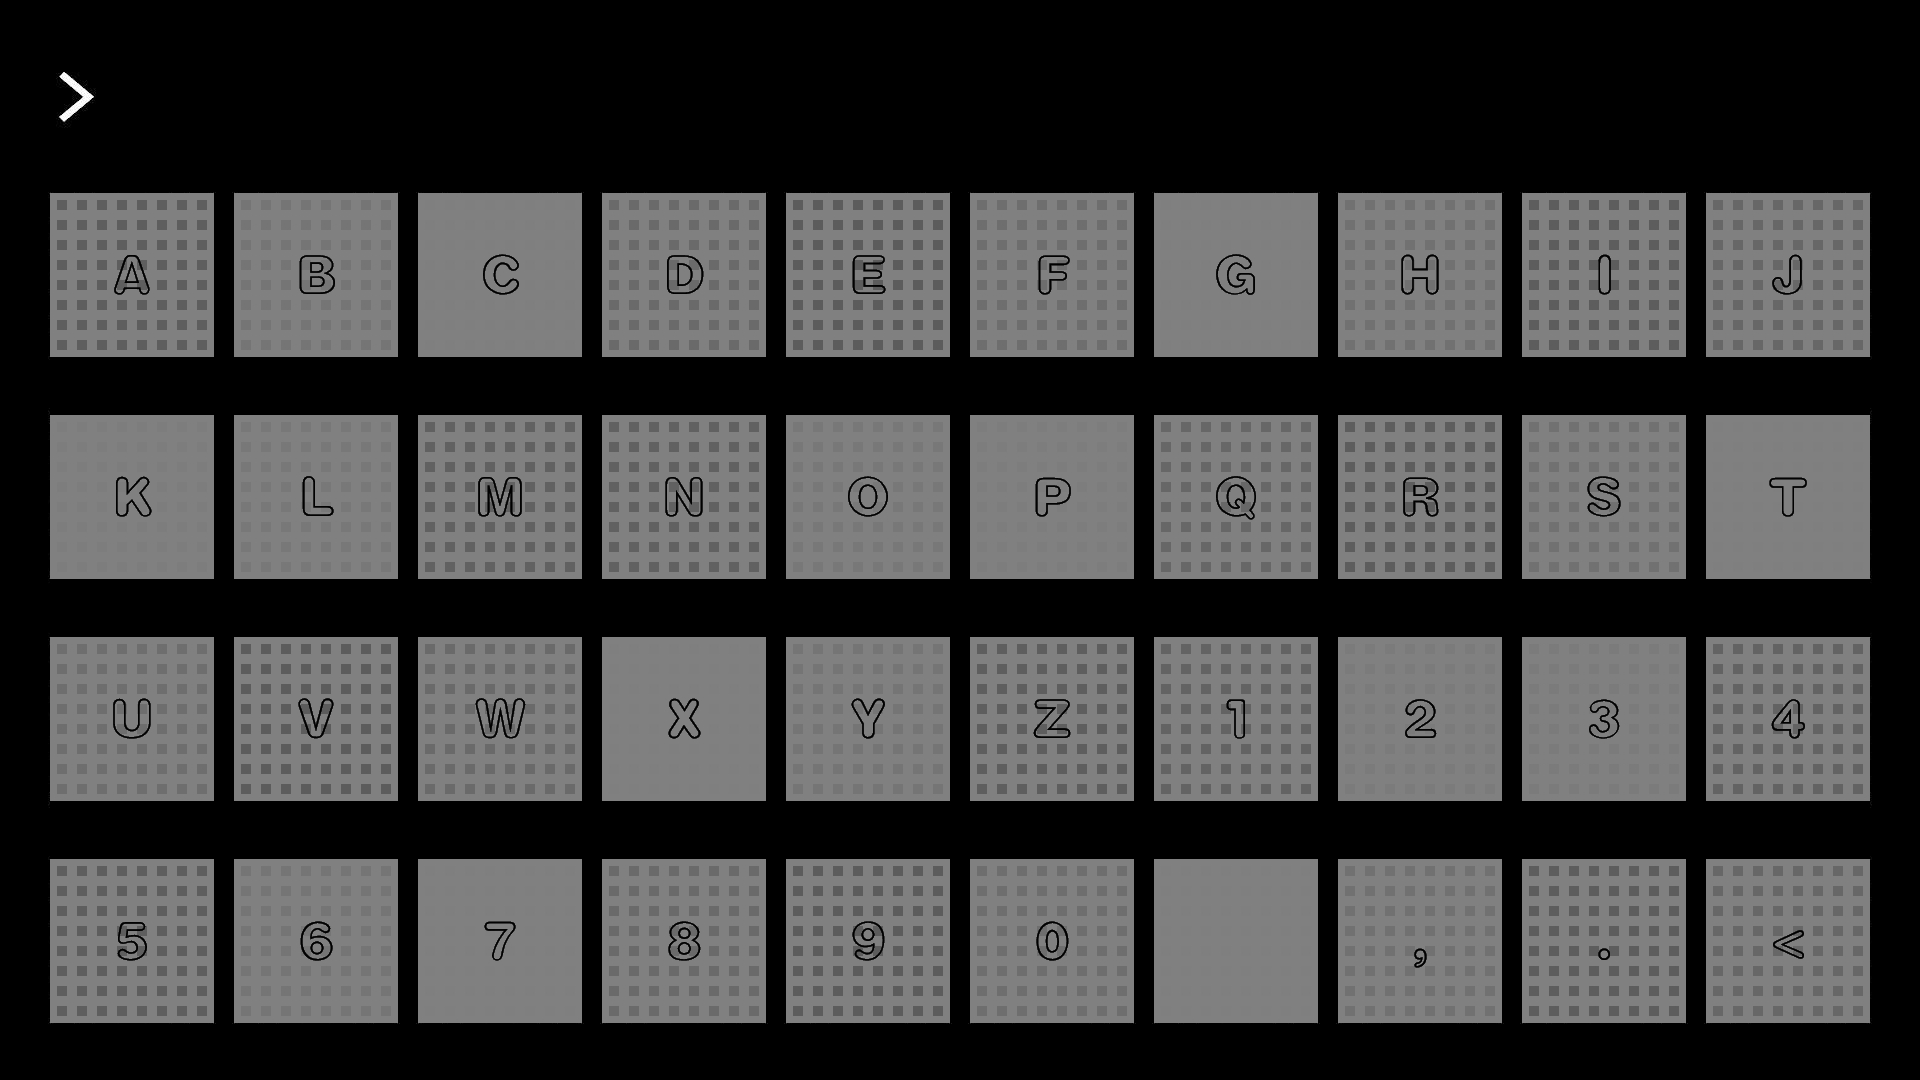 >
A B C D E F G H I J
K L M N O P Q R S T
U V W X Y Z 1 2 3 4
5 6 7 8 9 0 , . <